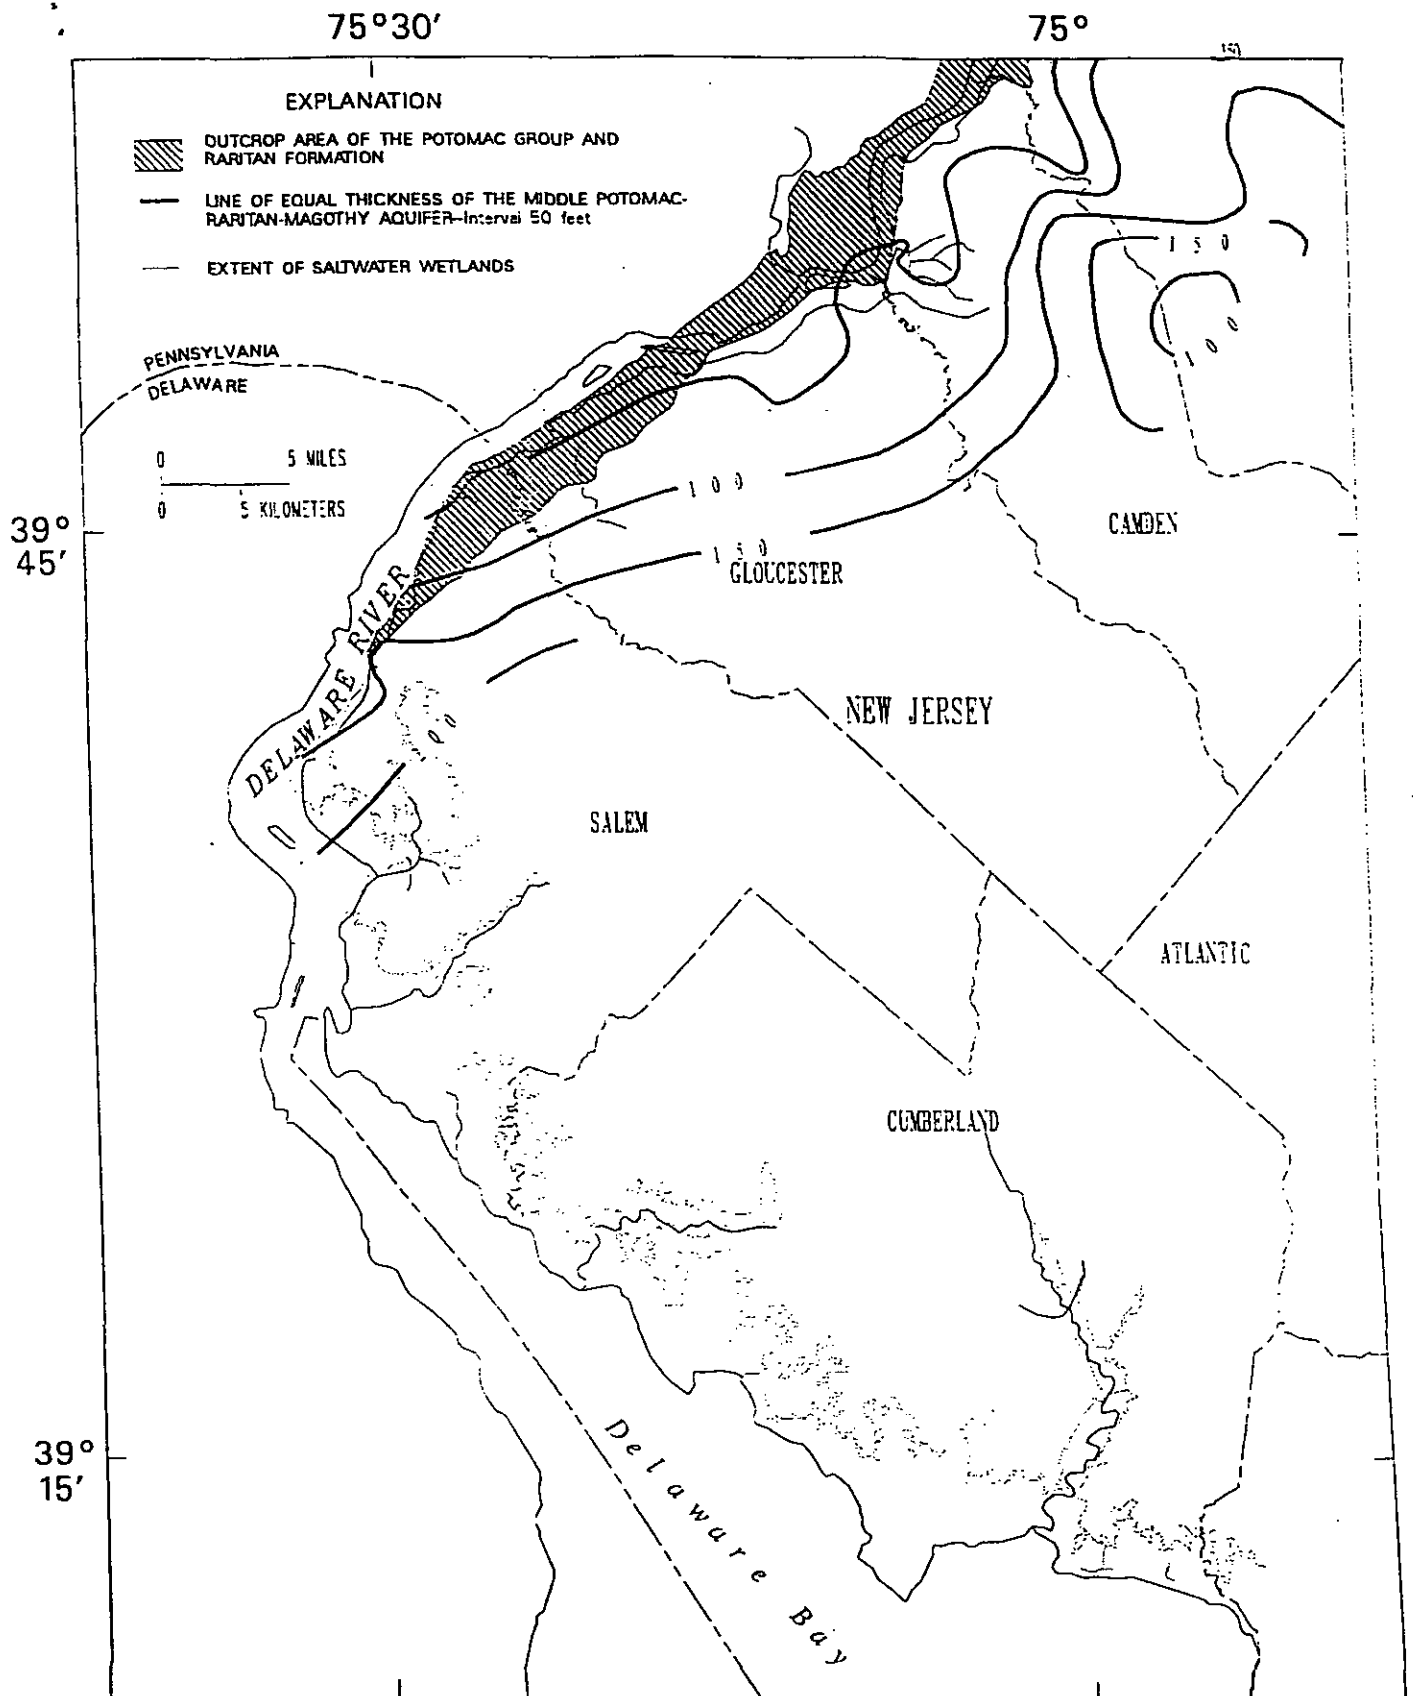 75°30′
75°
150
EXPLANATION
OUTCROP AREA OF THE POTOMAC GROUP AND
RARITAN FORMATION
LINE OF EQUAL THICKNESS OF THE MIDDLE POTOMAC-
RARITAN-MAGOTHY AQUIFER—Interval 50 feet
EXTENT OF SALTWATER WETLANDS
150
100
PENNSYLVANIA
DELAWARE
0 5 MILES
0 5 KILOMETERS
100
39°
45′
CAMDEN
150
GLOUCESTER
DELAWARE RIVER
NEW JERSEY
SALEM
ATLANTIC
CUMBERLAND
39°
15′
Delaware Bay